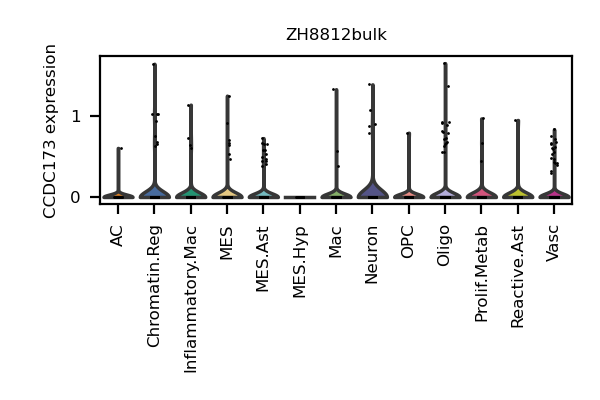 ZH8812bulk
CCDC173 expression
1
0
AC
Chromatin.Reg
Inflammatory.Mac
MES
MES.Ast
MES.Hyp
Mac
Neuron
OPC
Oligo
Prolif.Metab
Reactive.Ast
Vasc